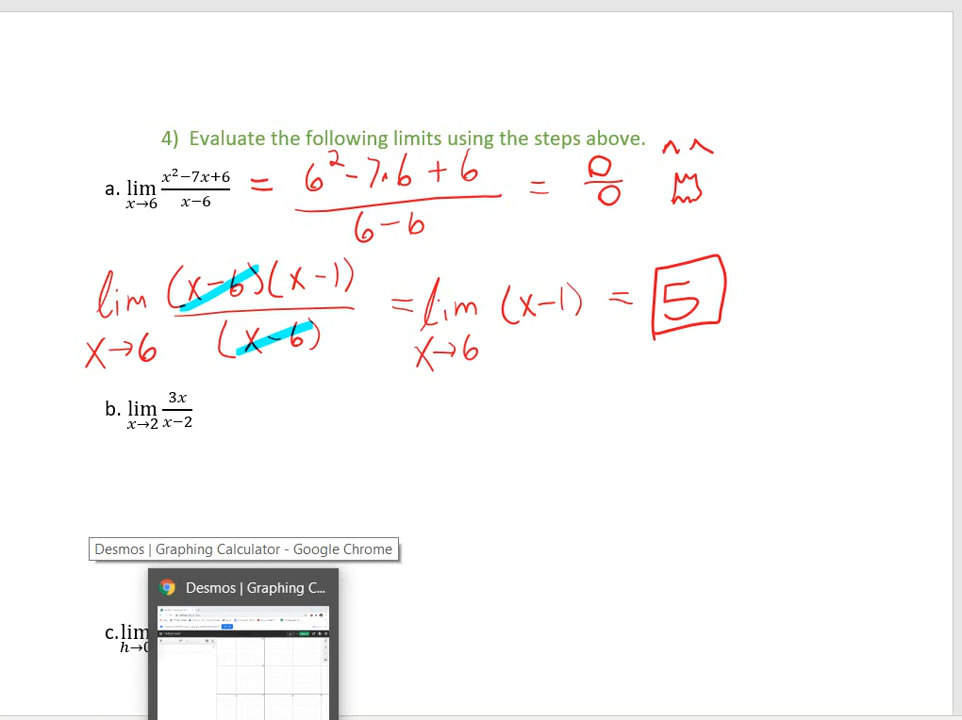 4) Evaluate the following limits using the steps above.
a. lim x→6 x²−7x+6 / x−6 = 6²−7·6+6 / 6−6 = 0/0
lim x→6 (x−6)(x−1) / (x−6) = lim x→6 (x−1) = 5
b. lim x→2 3x / x−2
Desmos | Graphing Calculator - Google Chrome
Desmos | Graphing C...
c. lim h→0